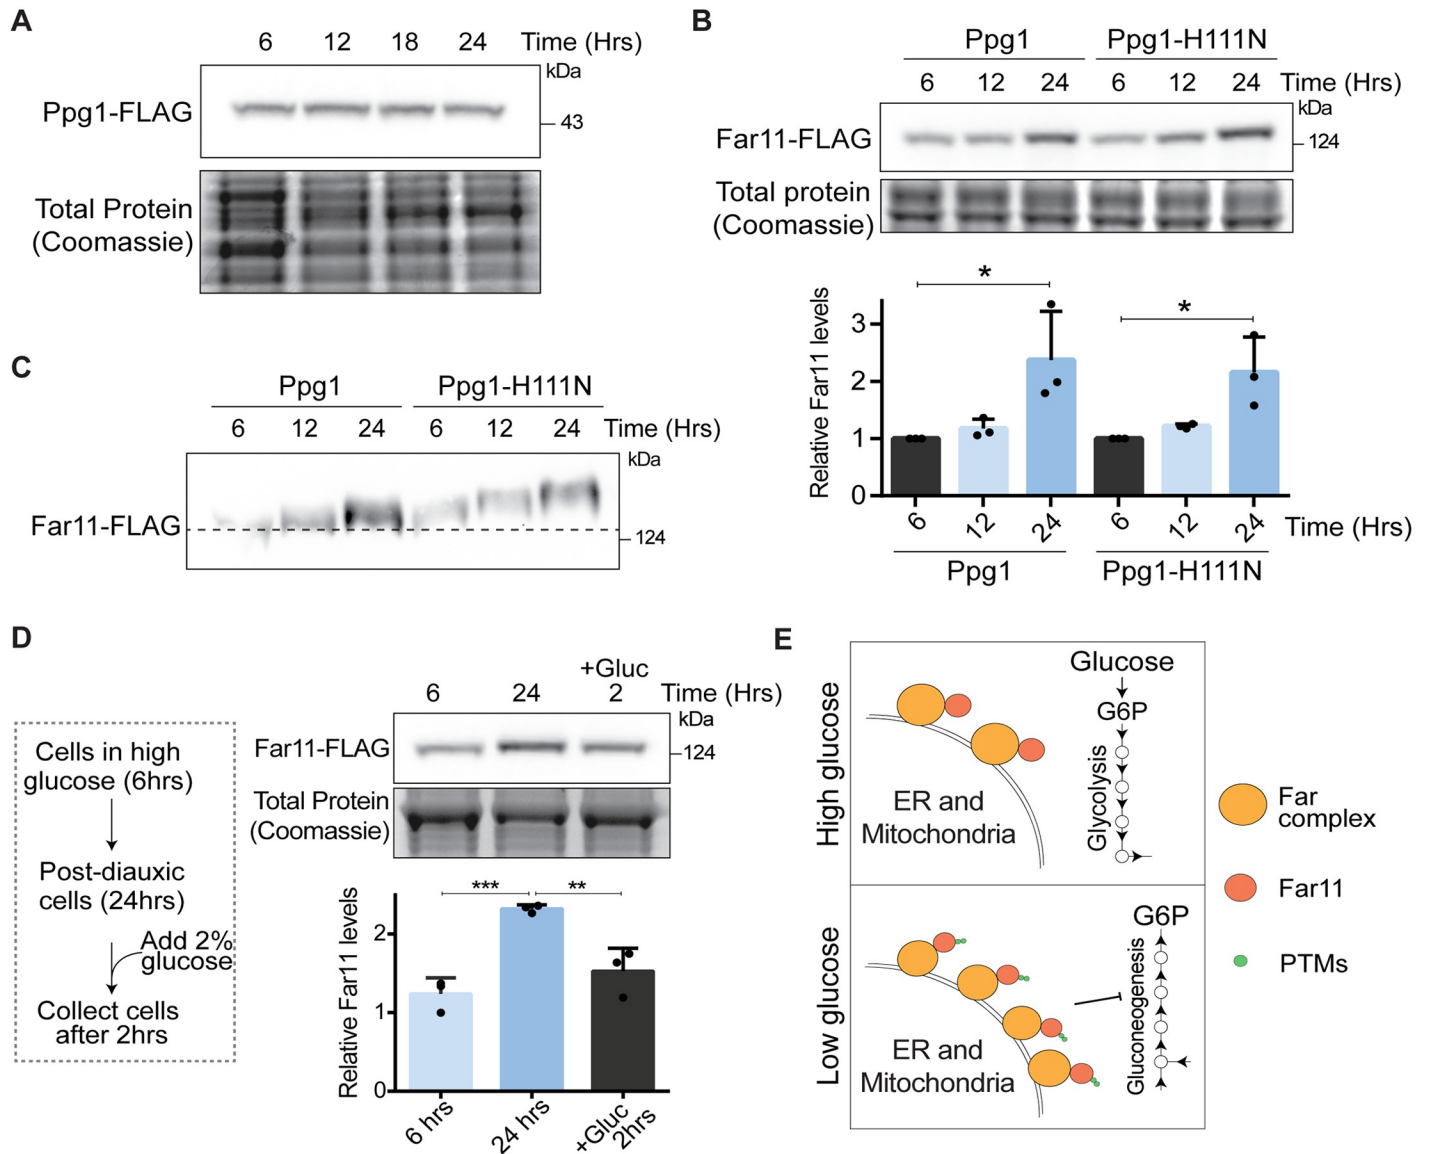 A
6 12 18 24 Time (Hrs)
kDa
Ppg1-FLAG
43
Total Protein
(Coomassie)
B
Ppg1 Ppg1-H111N
6 12 24 6 12 24 Time (Hrs)
kDa
Far11-FLAG
124
Total protein
(Coomassie)
* *
Relative Far11 levels
3
2
1
0
6 12 24 6 12 24 Time (Hrs)
Ppg1 Ppg1-H111N
C
Ppg1 Ppg1-H111N
6 12 24 6 12 24 Time (Hrs)
kDa
Far11-FLAG
124
D
Cells in high
glucose (6hrs)
Post-diauxic
cells (24hrs)
Add 2%
glucose
Collect cells
after 2hrs
+Gluc
6 24 2 Time (Hrs)
kDa
Far11-FLAG
124
Total Protein
(Coomassie)
*** **
Relative Far11 levels
2
1
0
6 hrs
24 hrs
+Gluc
2hrs
E
High glucose
ER and
Mitochondria
Glucose
G6P
Glycolysis
Low glucose
ER and
Mitochondria
G6P
Gluconeogenesis
Far
complex
Far11
PTMs